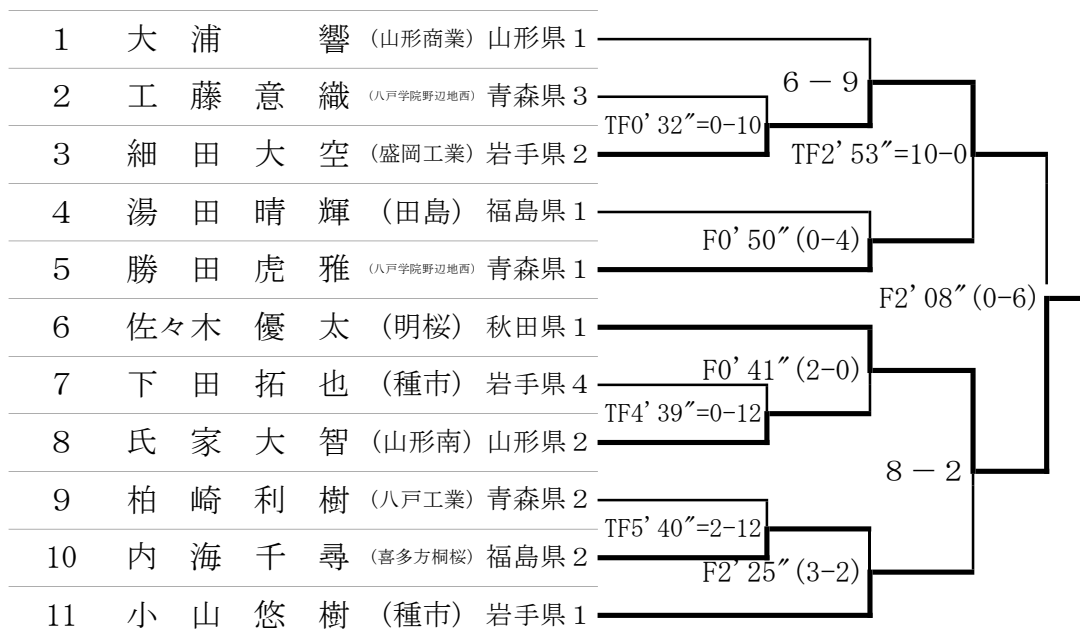 1 大浦 響 (山形商業) 山形県 1
6－9
2 工藤意織 (八戸学院野辺地西) 青森県 3
TF0'32″=0-10
3 細田大空 (盛岡工業) 岩手県 2
TF2'53″=10-0
4 湯田晴輝 (田島) 福島県 1
F0'50″(0-4)
5 勝田虎雅 (八戸学院野辺地西) 青森県 1
F2'08″(0-6)
6 佐々木優太 (明桜) 秋田県 1
F0'41″(2-0)
7 下田拓也 (種市) 岩手県 4
TF4'39″=0-12
8 氏家大智 (山形南) 山形県 2
8－2
9 柏崎利樹 (八戸工業) 青森県 2
TF5'40″=2-12
10 内海千尋 (喜多方桐桜) 福島県 2
F2'25″(3-2)
11 小山悠樹 (種市) 岩手県 1